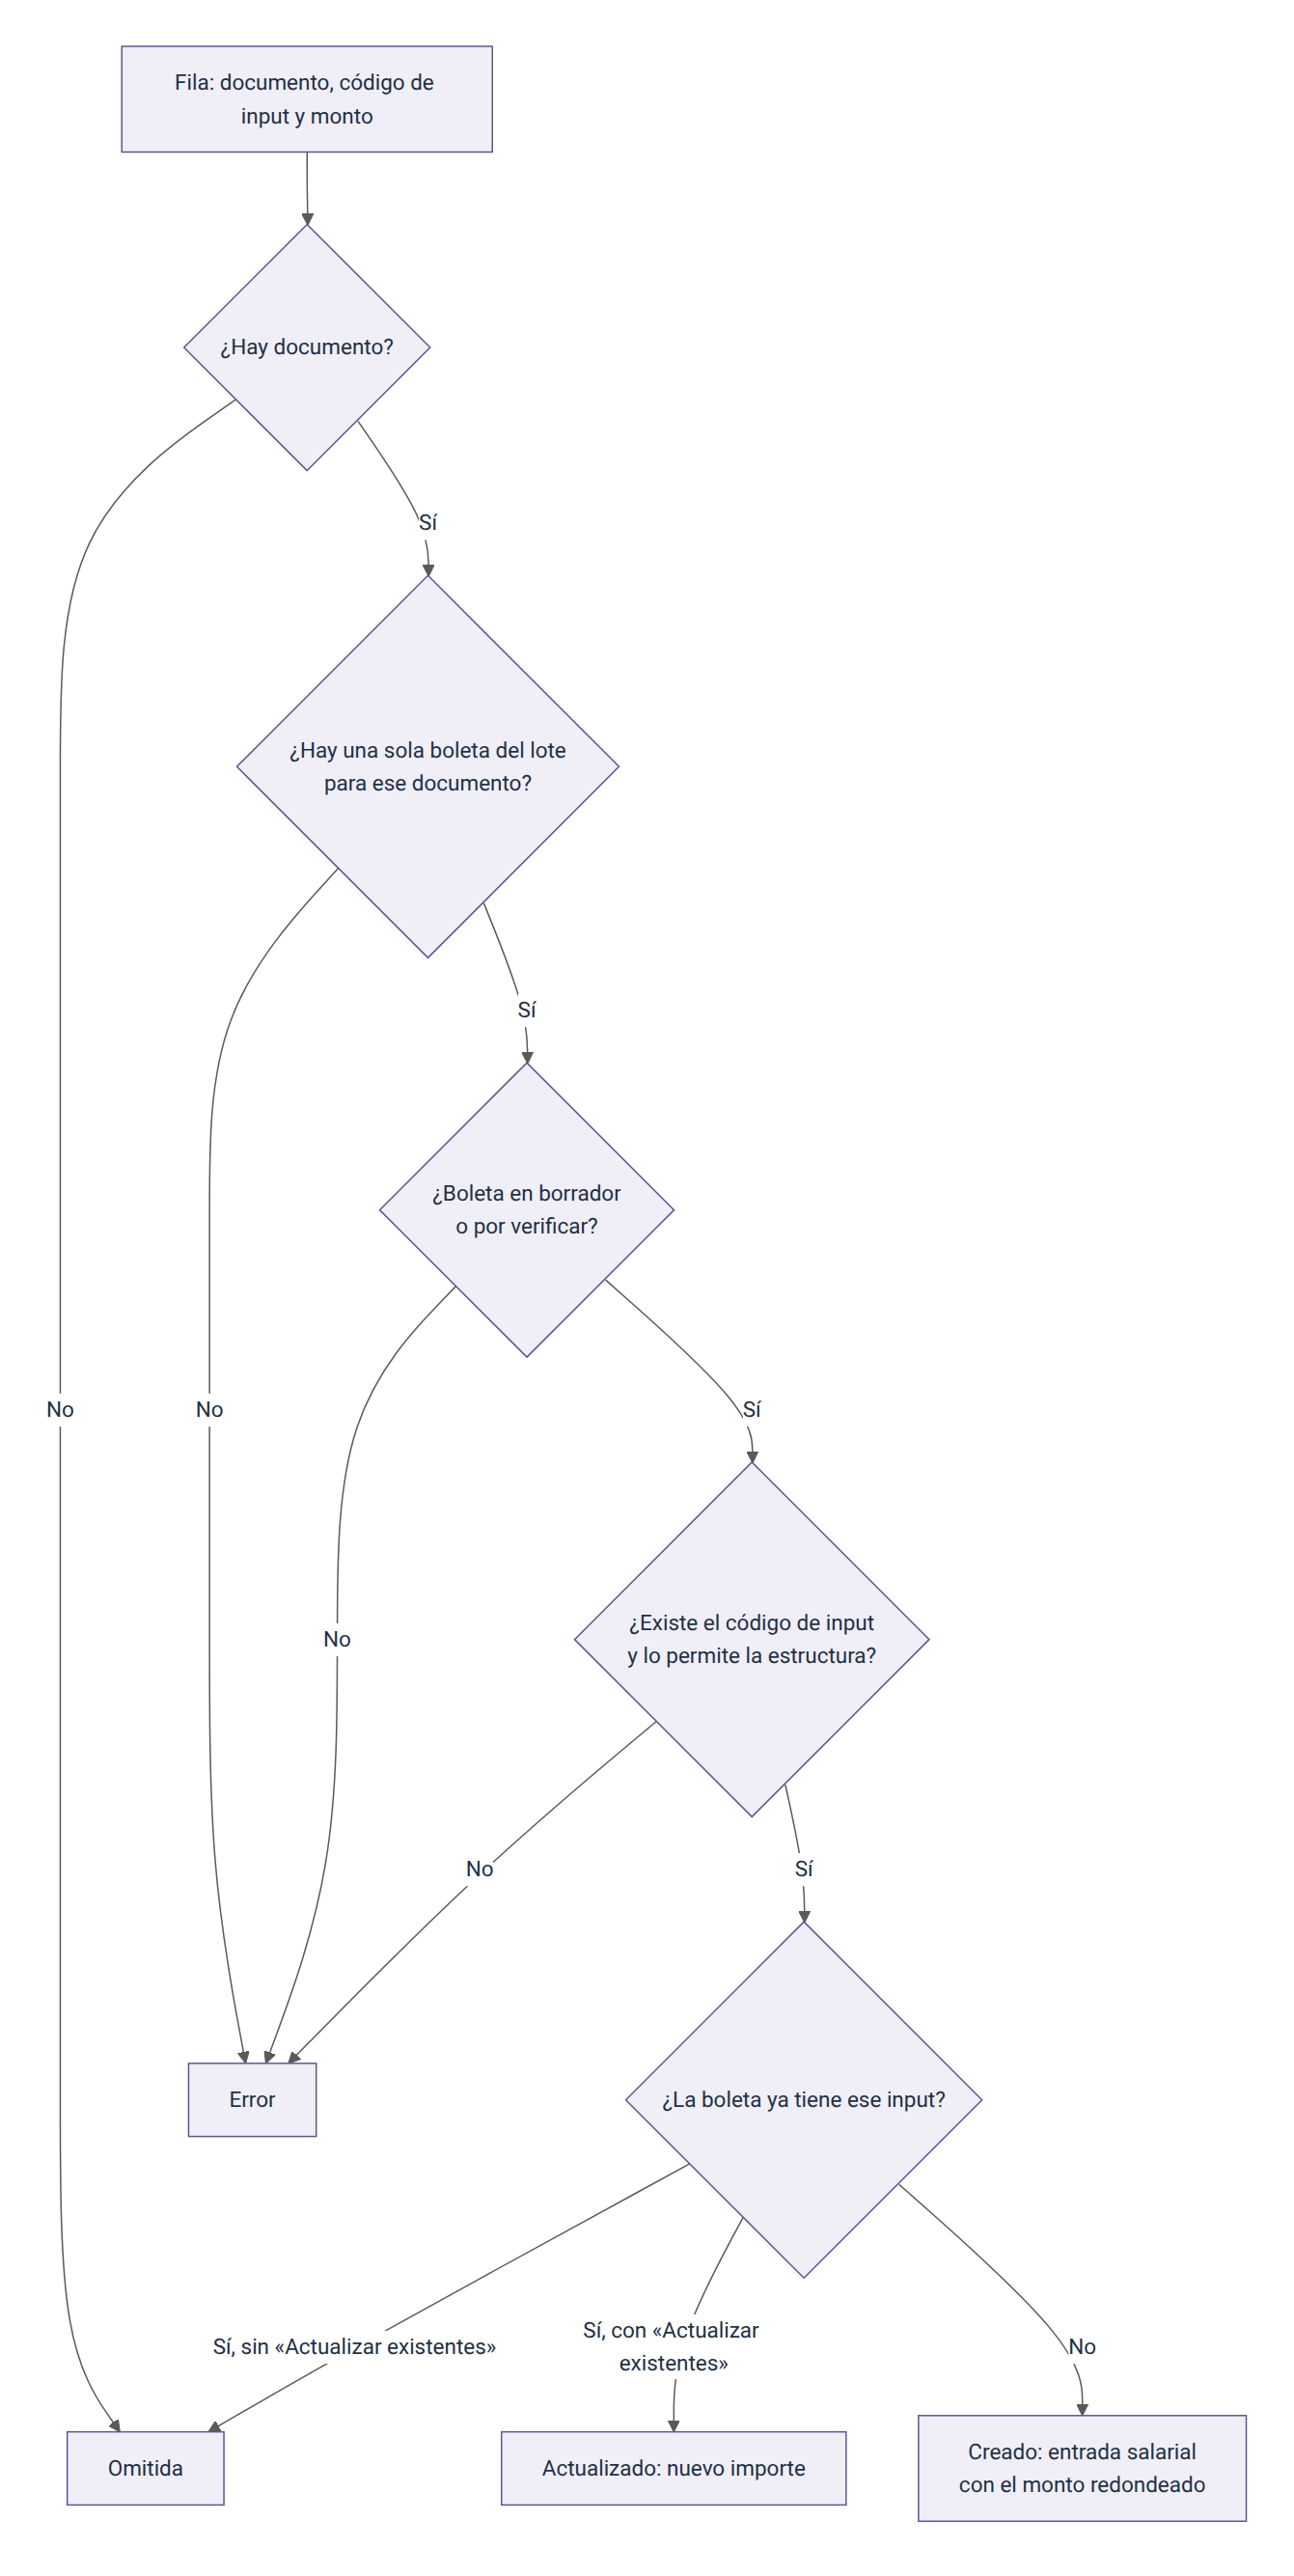 Fila: documento, código de
input y monto
¿Hay documento?
Sí
¿Hay una sola boleta del lote
para ese documento?
Sí
¿Boleta en borrador
o por verificar?
No
No
Sí
¿Existe el código de input
y lo permite la estructura?
No
No
Sí
Error
¿La boleta ya tiene ese input?
Sí, sin «Actualizar existentes»
Sí, con «Actualizar
existentes»
No
Omitida
Actualizado: nuevo importe
Creado: entrada salarial
con el monto redondeado